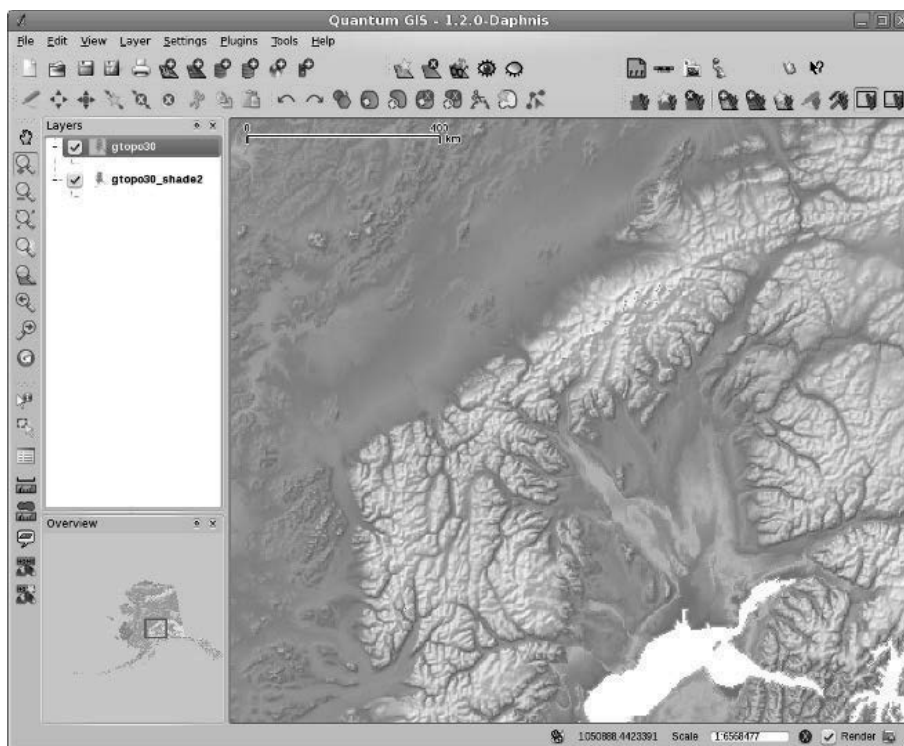 Quantum GIS - 1.2.0-Daphnis
File Edit View Layer Settings Plugins Tools Help
Layers
gtopo30
gtopo30_shade2
0 400
km
Overview
1050888,4423391 Scale 1:6568477 Render